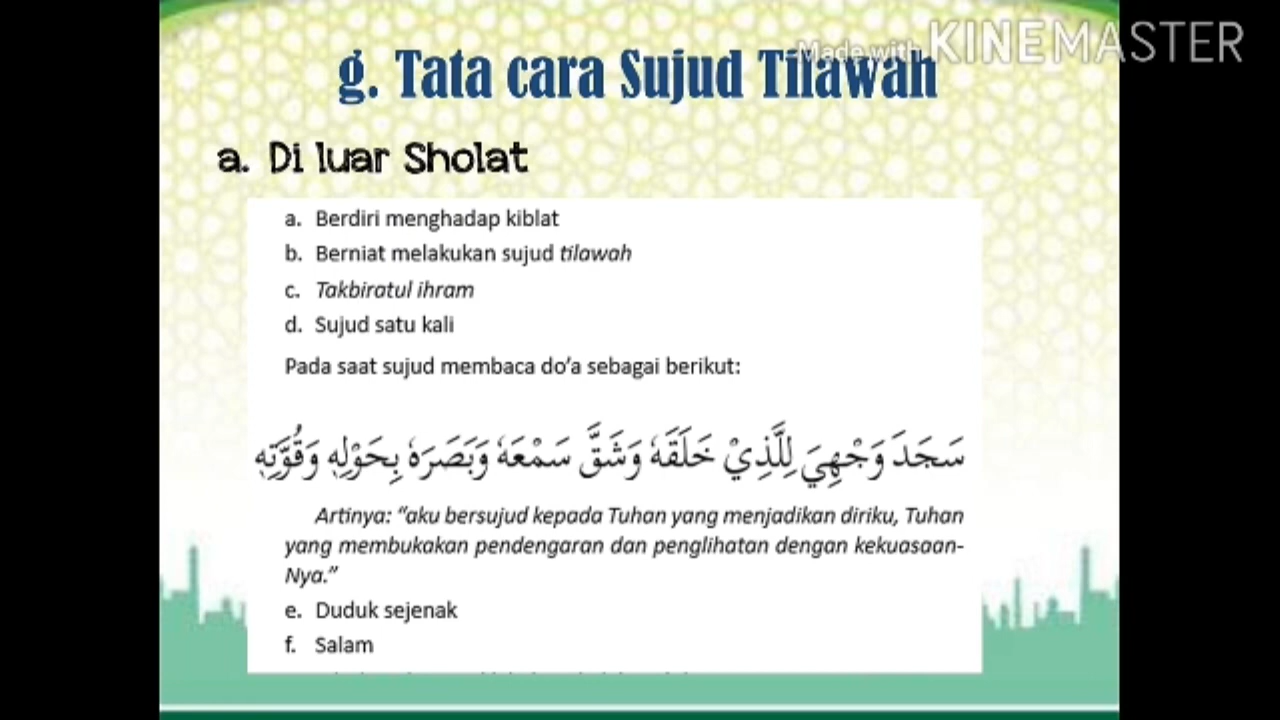 Made with KINEMASTER
g. Tata cara Sujud Tilawah
a. Di luar Sholat
a. Berdiri menghadap kiblat
b. Berniat melakukan sujud tilawah
c. Takbiratul ihram
d. Sujud satu kali
Pada saat sujud membaca do’a sebagai berikut:
سَجَدَ وَجْهِيَ لِلَّذِيْ خَلَقَهٗ وَشَقَّ سَمْعَهٗ وَبَصَرَهٗ بِحَوْلِهٖ وَقُوَّتِهٖ
Artinya: “aku bersujud kepada Tuhan yang menjadikan diriku, Tuhan
yang membukakan pendengaran dan penglihatan dengan kekuasaan-
Nya.”
e. Duduk sejenak
f. Salam